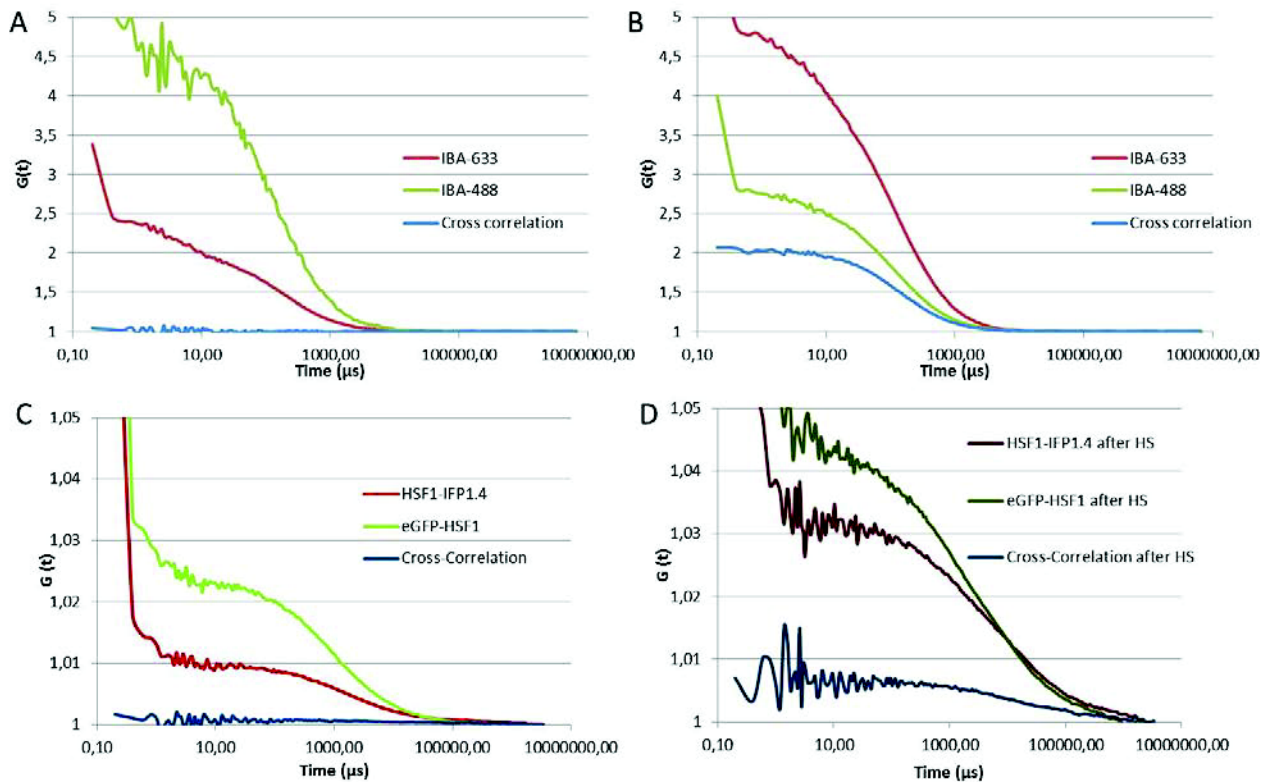 A
5
4,5
4
3,5
3
2,5
2
1,5
1
G(t)
IBA-633
IBA-488
Cross correlation
0,10
10,00
1000,00
100000,00
10000000,00
Time (µs)
B
5
4,5
4
3,5
3
2,5
2
1,5
1
G(t)
IBA-633
IBA-488
Cross correlation
0,10
10,00
1000,00
100000,00
10000000,00
Time (µs)
C
1,05
1,04
1,03
1,02
1,01
1
G (t)
HSF1-IFP1.4
eGFP-HSF1
Cross-Correlation
0,10
10,00
1000,00
100000,00
10000000,00
Time (µs)
D
1,05
1,04
1,03
1,02
1,01
1
G (t)
HSF1-IFP1.4 after HS
eGFP-HSF1 after HS
Cross-Correlation after HS
0,10
10,00
1000,00
100000,00
10000000,00
Time (µs)